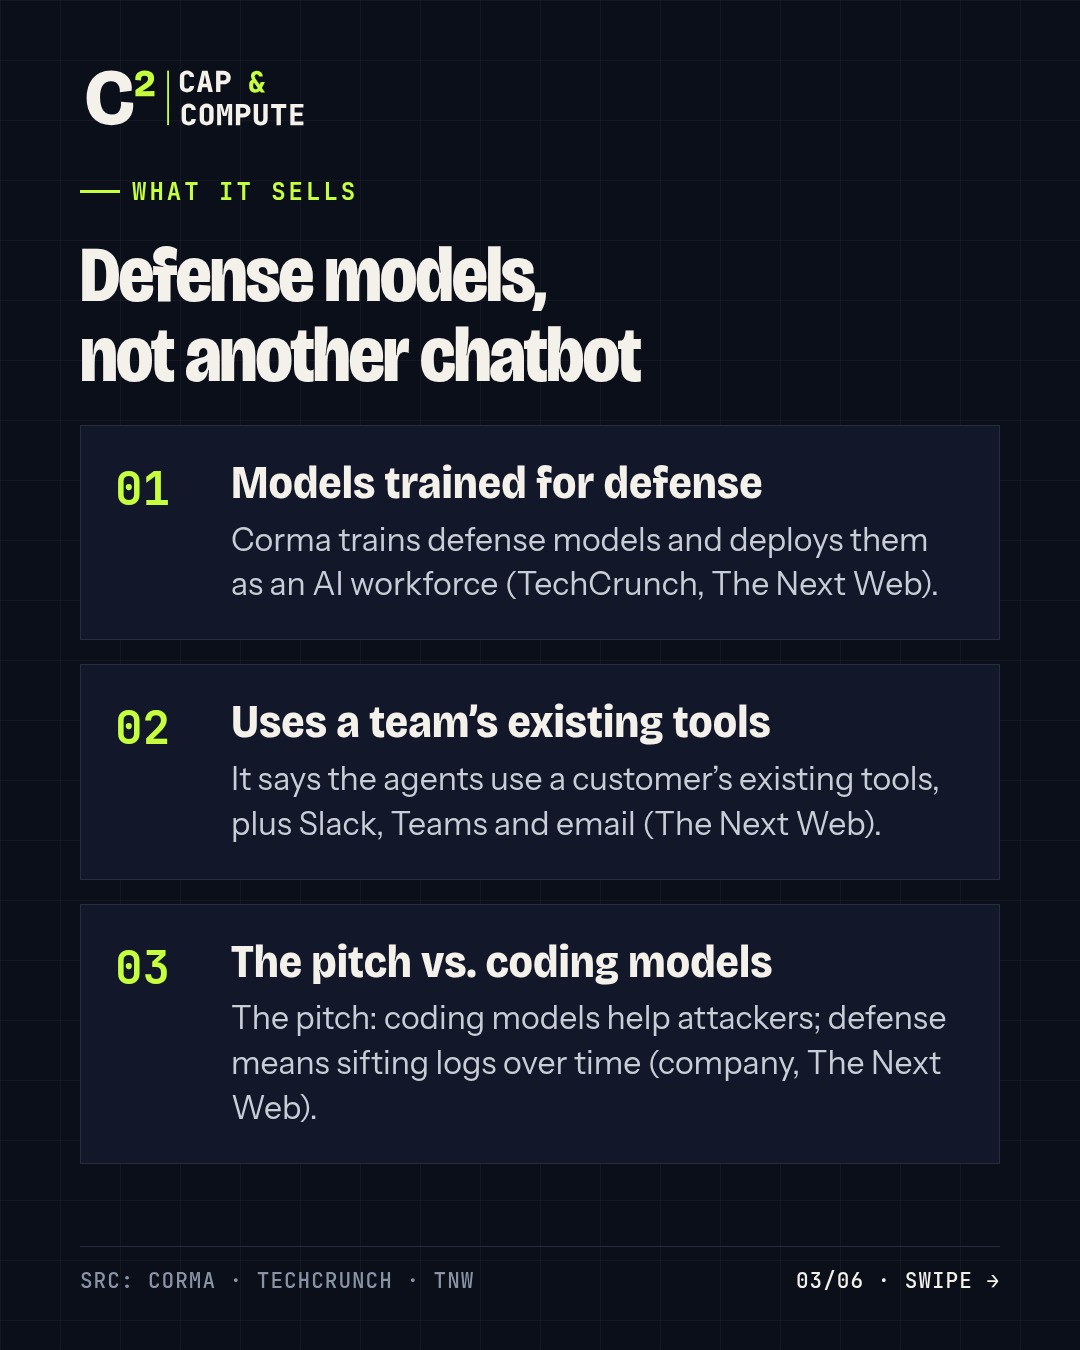 C² CAP &
COMPUTE
WHAT IT SELLS
Defense models,
not another chatbot
01
Models trained for defense
Corma trains defense models and deploys them
as an AI workforce (TechCrunch, The Next Web).
02
Uses a team’s existing tools
It says the agents use a customer’s existing tools,
plus Slack, Teams and email (The Next Web).
03
The pitch vs. coding models
The pitch: coding models help attackers; defense
means sifting logs over time (company, The Next
Web).
SRC: CORMA · TECHCRUNCH · TNW
03/06 · SWIPE →